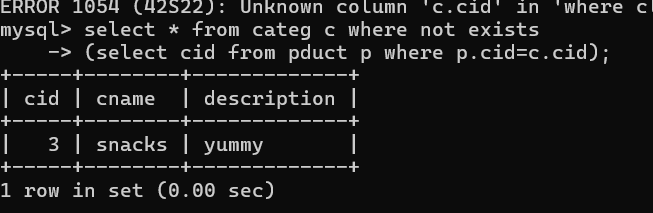 ERROR 1054 (42S22): Unknown column 'c.cid' in 'where cl
mysql> select * from categ c where not exists
    -> (select cid from pduct p where p.cid=c.cid);
+-----+--------+-------------+
| cid | cname  | description |
+-----+--------+-------------+
|   3 | snacks | yummy       |
+-----+--------+-------------+
1 row in set (0.00 sec)